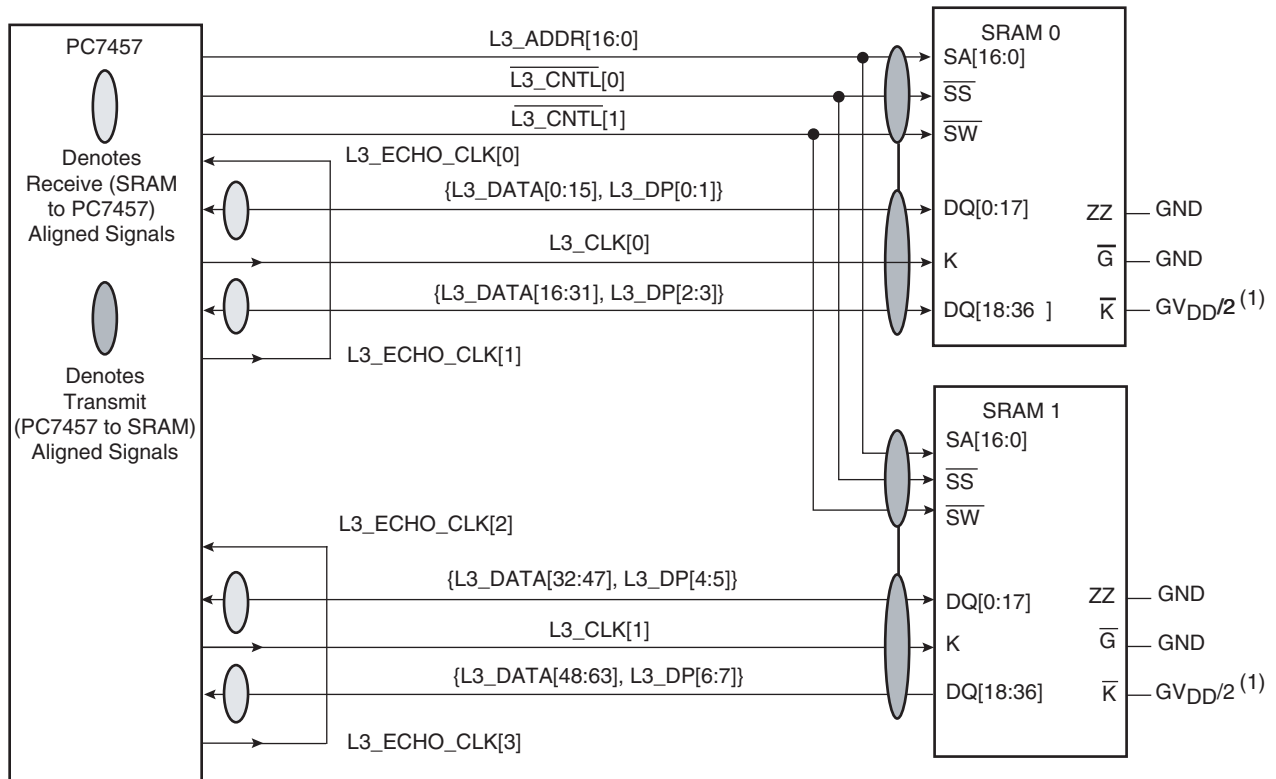 PC7457
Denotes
Receive (SRAM
to PC7457)
Aligned Signals
Denotes
Transmit
(PC7457 to SRAM)
Aligned Signals
L3_ADDR[16:0]
L3_CNTL[0]
L3_CNTL[1]
L3_ECHO_CLK[0]
{L3_DATA[0:15], L3_DP[0:1]}
L3_CLK[0]
{L3_DATA[16:31], L3_DP[2:3]}
L3_ECHO_CLK[1]
SRAM 0
SA[16:0]
SS
SW
DQ[0:17]
K
DQ[18:36 ]
ZZ
GND
G
GND
K
GVDD/2 (1)
L3_ECHO_CLK[2]
{L3_DATA[32:47], L3_DP[4:5]}
L3_CLK[1]
{L3_DATA[48:63], L3_DP[6:7]}
L3_ECHO_CLK[3]
SRAM 1
SA[16:0]
SS
SW
DQ[0:17]
K
DQ[18:36]
ZZ
GND
G
GND
K
GVDD/2 (1)